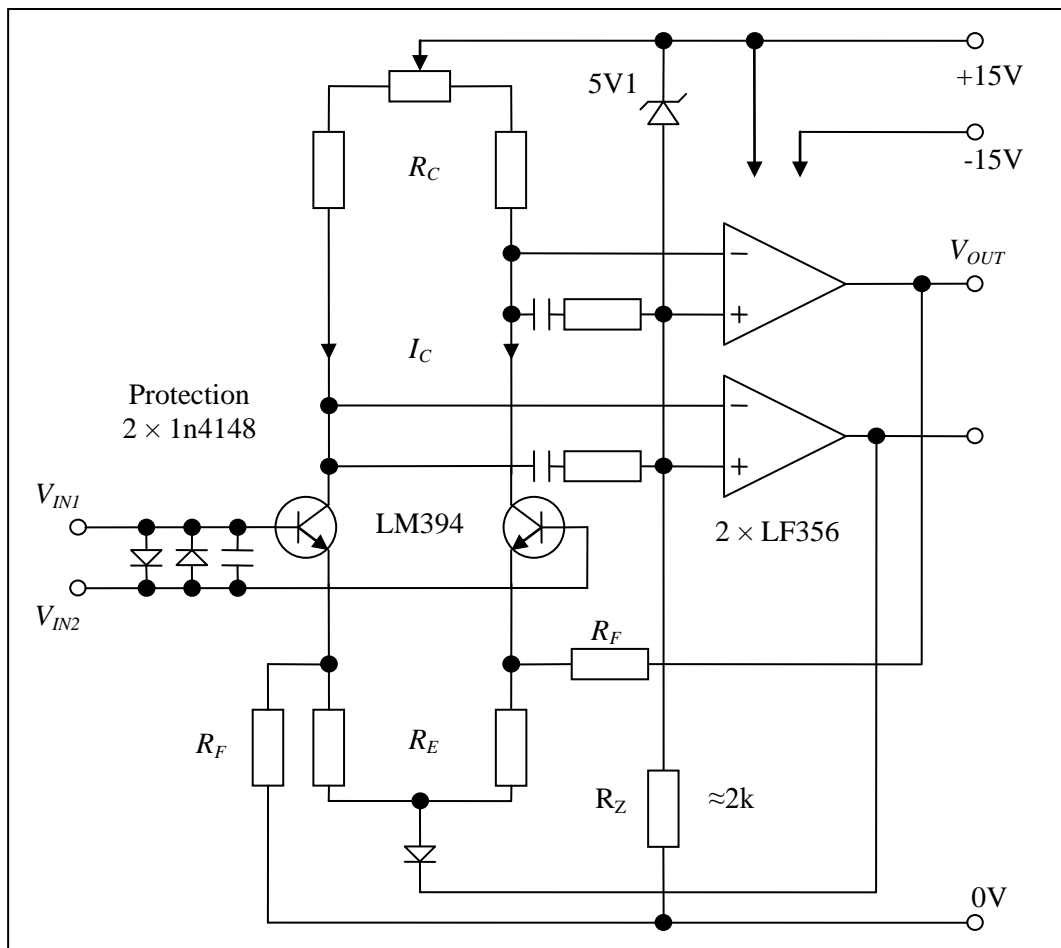 +15V
5V1
-15V
R_C
V_OUT
−
+
I_C
Protection
2 × 1n4148
−
+
V_IN1
LM394
2 × LF356
V_IN2
R_F
R_F
R_E
R_Z
≈2k
0V